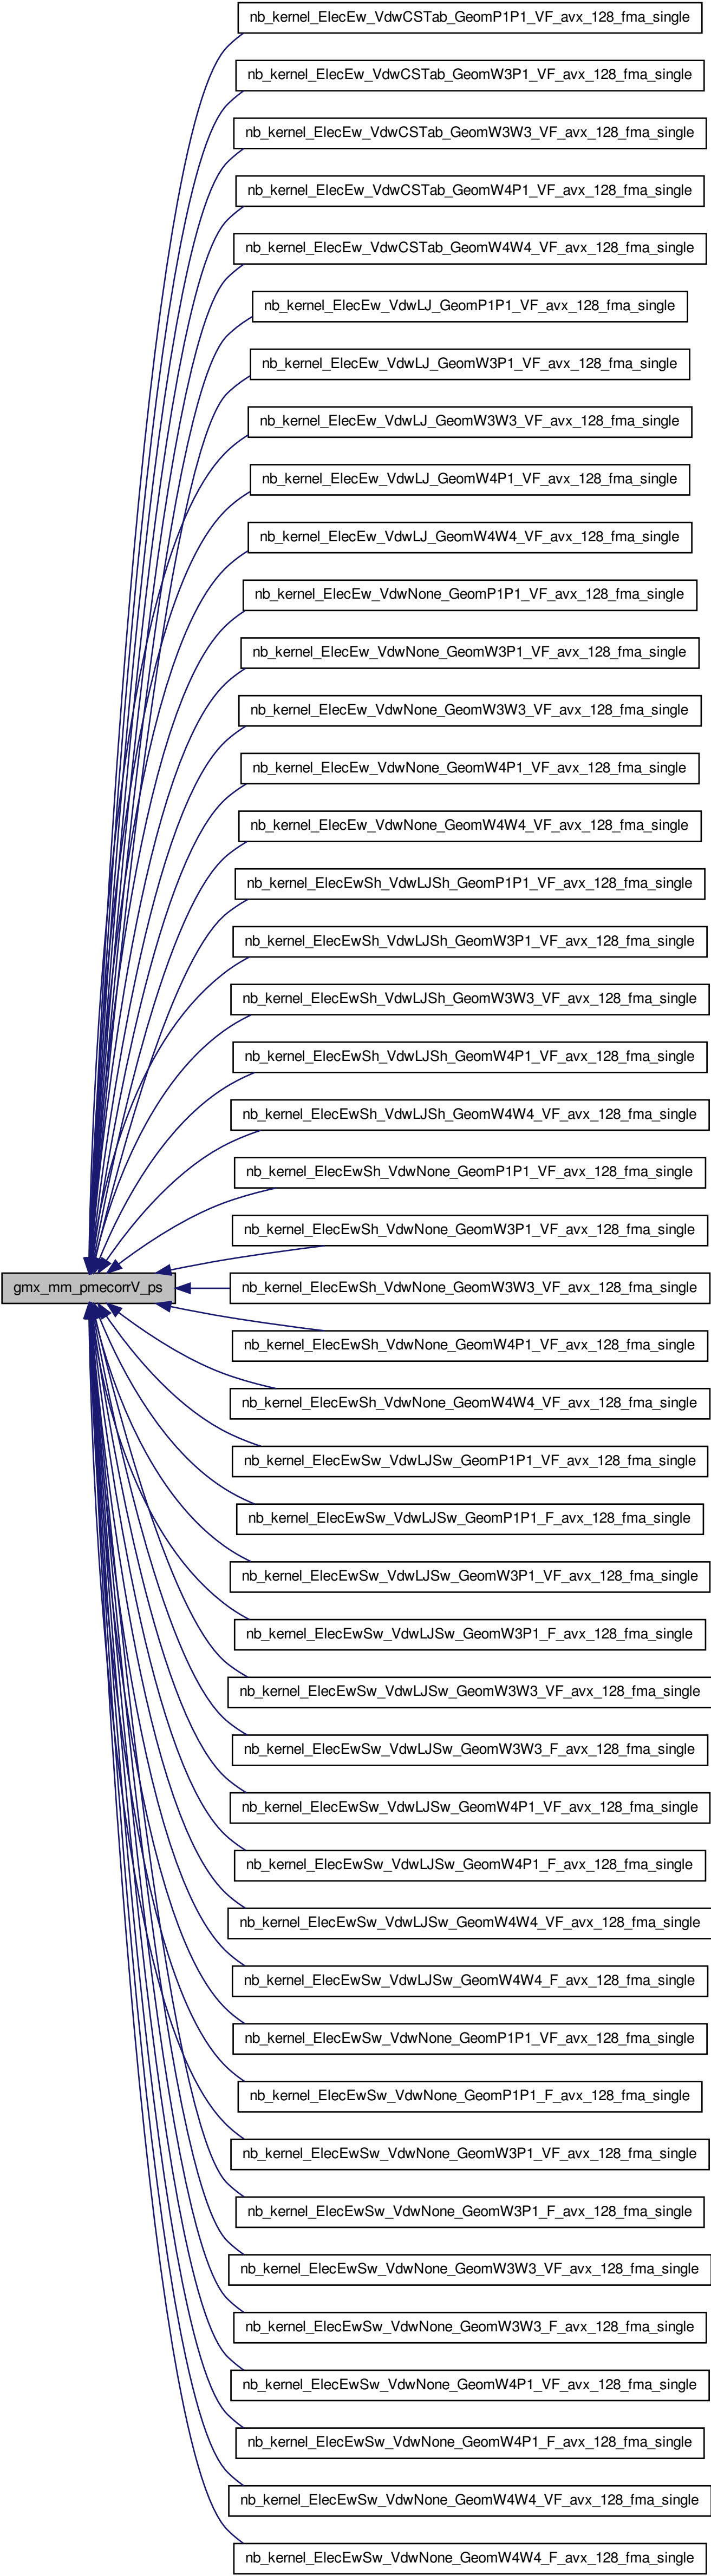 nb_kernel_ElecEw_VdwCSTab_GeomP1P1_VF_avx_128_fma_single
nb_kernel_ElecEw_VdwCSTab_GeomW3P1_VF_avx_128_fma_single
nb_kernel_ElecEw_VdwCSTab_GeomW3W3_VF_avx_128_fma_single
nb_kernel_ElecEw_VdwCSTab_GeomW4P1_VF_avx_128_fma_single
nb_kernel_ElecEw_VdwCSTab_GeomW4W4_VF_avx_128_fma_single
nb_kernel_ElecEw_VdwLJ_GeomP1P1_VF_avx_128_fma_single
nb_kernel_ElecEw_VdwLJ_GeomW3P1_VF_avx_128_fma_single
nb_kernel_ElecEw_VdwLJ_GeomW3W3_VF_avx_128_fma_single
nb_kernel_ElecEw_VdwLJ_GeomW4P1_VF_avx_128_fma_single
nb_kernel_ElecEw_VdwLJ_GeomW4W4_VF_avx_128_fma_single
nb_kernel_ElecEw_VdwNone_GeomP1P1_VF_avx_128_fma_single
nb_kernel_ElecEw_VdwNone_GeomW3P1_VF_avx_128_fma_single
nb_kernel_ElecEw_VdwNone_GeomW3W3_VF_avx_128_fma_single
nb_kernel_ElecEw_VdwNone_GeomW4P1_VF_avx_128_fma_single
nb_kernel_ElecEw_VdwNone_GeomW4W4_VF_avx_128_fma_single
nb_kernel_ElecEwSh_VdwLJSh_GeomP1P1_VF_avx_128_fma_single
nb_kernel_ElecEwSh_VdwLJSh_GeomW3P1_VF_avx_128_fma_single
nb_kernel_ElecEwSh_VdwLJSh_GeomW3W3_VF_avx_128_fma_single
nb_kernel_ElecEwSh_VdwLJSh_GeomW4P1_VF_avx_128_fma_single
nb_kernel_ElecEwSh_VdwLJSh_GeomW4W4_VF_avx_128_fma_single
nb_kernel_ElecEwSh_VdwNone_GeomP1P1_VF_avx_128_fma_single
nb_kernel_ElecEwSh_VdwNone_GeomW3P1_VF_avx_128_fma_single
gmx_mm_pmecorrV_ps
nb_kernel_ElecEwSh_VdwNone_GeomW3W3_VF_avx_128_fma_single
nb_kernel_ElecEwSh_VdwNone_GeomW4P1_VF_avx_128_fma_single
nb_kernel_ElecEwSh_VdwNone_GeomW4W4_VF_avx_128_fma_single
nb_kernel_ElecEwSw_VdwLJSw_GeomP1P1_VF_avx_128_fma_single
nb_kernel_ElecEwSw_VdwLJSw_GeomP1P1_F_avx_128_fma_single
nb_kernel_ElecEwSw_VdwLJSw_GeomW3P1_VF_avx_128_fma_single
nb_kernel_ElecEwSw_VdwLJSw_GeomW3P1_F_avx_128_fma_single
nb_kernel_ElecEwSw_VdwLJSw_GeomW3W3_VF_avx_128_fma_single
nb_kernel_ElecEwSw_VdwLJSw_GeomW3W3_F_avx_128_fma_single
nb_kernel_ElecEwSw_VdwLJSw_GeomW4P1_VF_avx_128_fma_single
nb_kernel_ElecEwSw_VdwLJSw_GeomW4P1_F_avx_128_fma_single
nb_kernel_ElecEwSw_VdwLJSw_GeomW4W4_VF_avx_128_fma_single
nb_kernel_ElecEwSw_VdwLJSw_GeomW4W4_F_avx_128_fma_single
nb_kernel_ElecEwSw_VdwNone_GeomP1P1_VF_avx_128_fma_single
nb_kernel_ElecEwSw_VdwNone_GeomP1P1_F_avx_128_fma_single
nb_kernel_ElecEwSw_VdwNone_GeomW3P1_VF_avx_128_fma_single
nb_kernel_ElecEwSw_VdwNone_GeomW3P1_F_avx_128_fma_single
nb_kernel_ElecEwSw_VdwNone_GeomW3W3_VF_avx_128_fma_single
nb_kernel_ElecEwSw_VdwNone_GeomW3W3_F_avx_128_fma_single
nb_kernel_ElecEwSw_VdwNone_GeomW4P1_VF_avx_128_fma_single
nb_kernel_ElecEwSw_VdwNone_GeomW4P1_F_avx_128_fma_single
nb_kernel_ElecEwSw_VdwNone_GeomW4W4_VF_avx_128_fma_single
nb_kernel_ElecEwSw_VdwNone_GeomW4W4_F_avx_128_fma_single